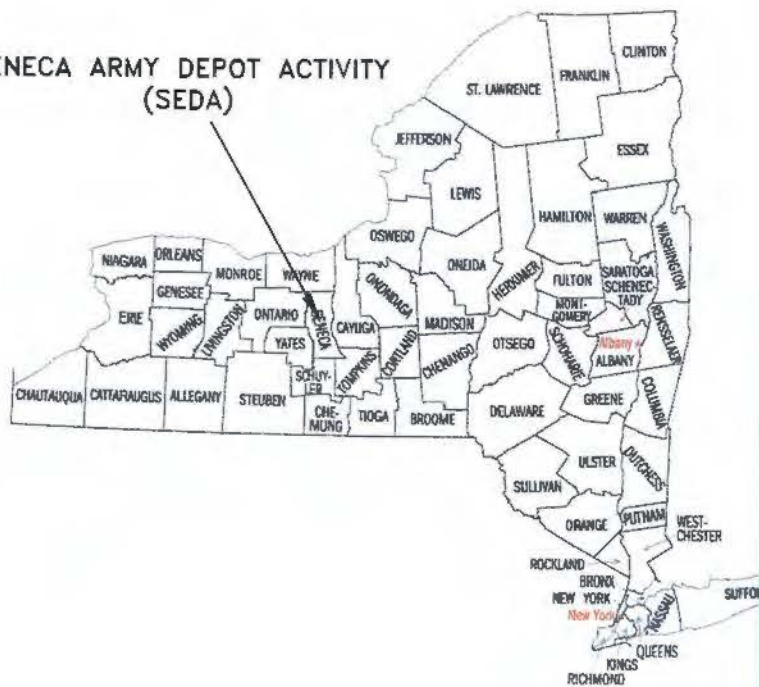 ENECA ARMY DEPOT ACTIVITY
(SEDA)
CLINTON
FRANKLIN
ST. LAWRENCE
JEFFERSON
ESSEX
LEWIS
HAMILTON
WARREN
WASHINGTON
OSWEGO
ONEIDA
HERKIMER
NIAGARA
ORLEANS
MONROE
WAYNE
FULTON
SARATOGA
SCHENEC-
TADY
GENESEE
ONONDAGA
MONT-
GOMERY
ERIE
WYOMING
LIVINGSTON
ONTARIO
SENECA
CAYUGA
MADISON
RENSSELAER
YATES
CORTLAND
OTSEGO
SCHOHARIE
Albany
ALBANY
SCHUY-
LER
TOMPKINS
CHENANGO
CHAUTAUQUA
CATTARAUGUS
ALLEGANY
STEUBEN
CHE-
MUNG
TIOGA
BROOME
DELAWARE
GREENE
COLUMBIA
ULSTER
DUTCHESS
SULLIVAN
ORANGE
PUTNAM
WEST-
CHESTER
ROCKLAND
BRONX
NEW YORK
New York
NASSAU
SUFFO
QUEENS
KINGS
RICHMOND